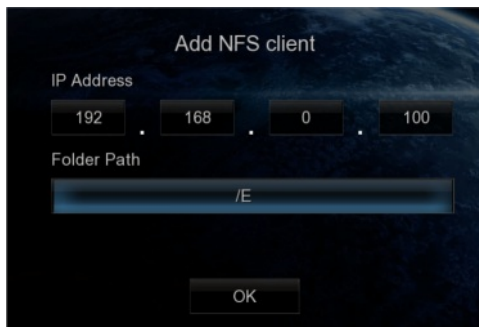 Add NFS client
IP Address
192 . 168 . 0 . 100
Folder Path
/E
OK